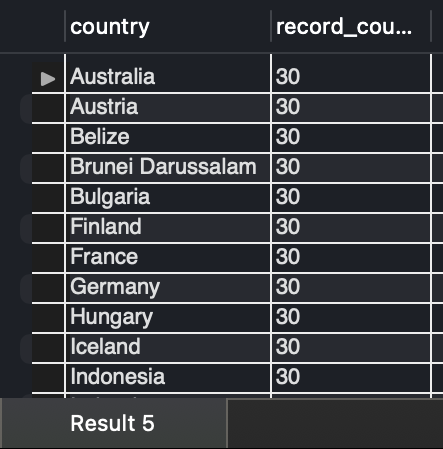 country record_cou...
Australia 30
Austria 30
Belize 30
Brunei Darussalam 30
Bulgaria 30
Finland 30
France 30
Germany 30
Hungary 30
Iceland 30
Indonesia 30
Result 5